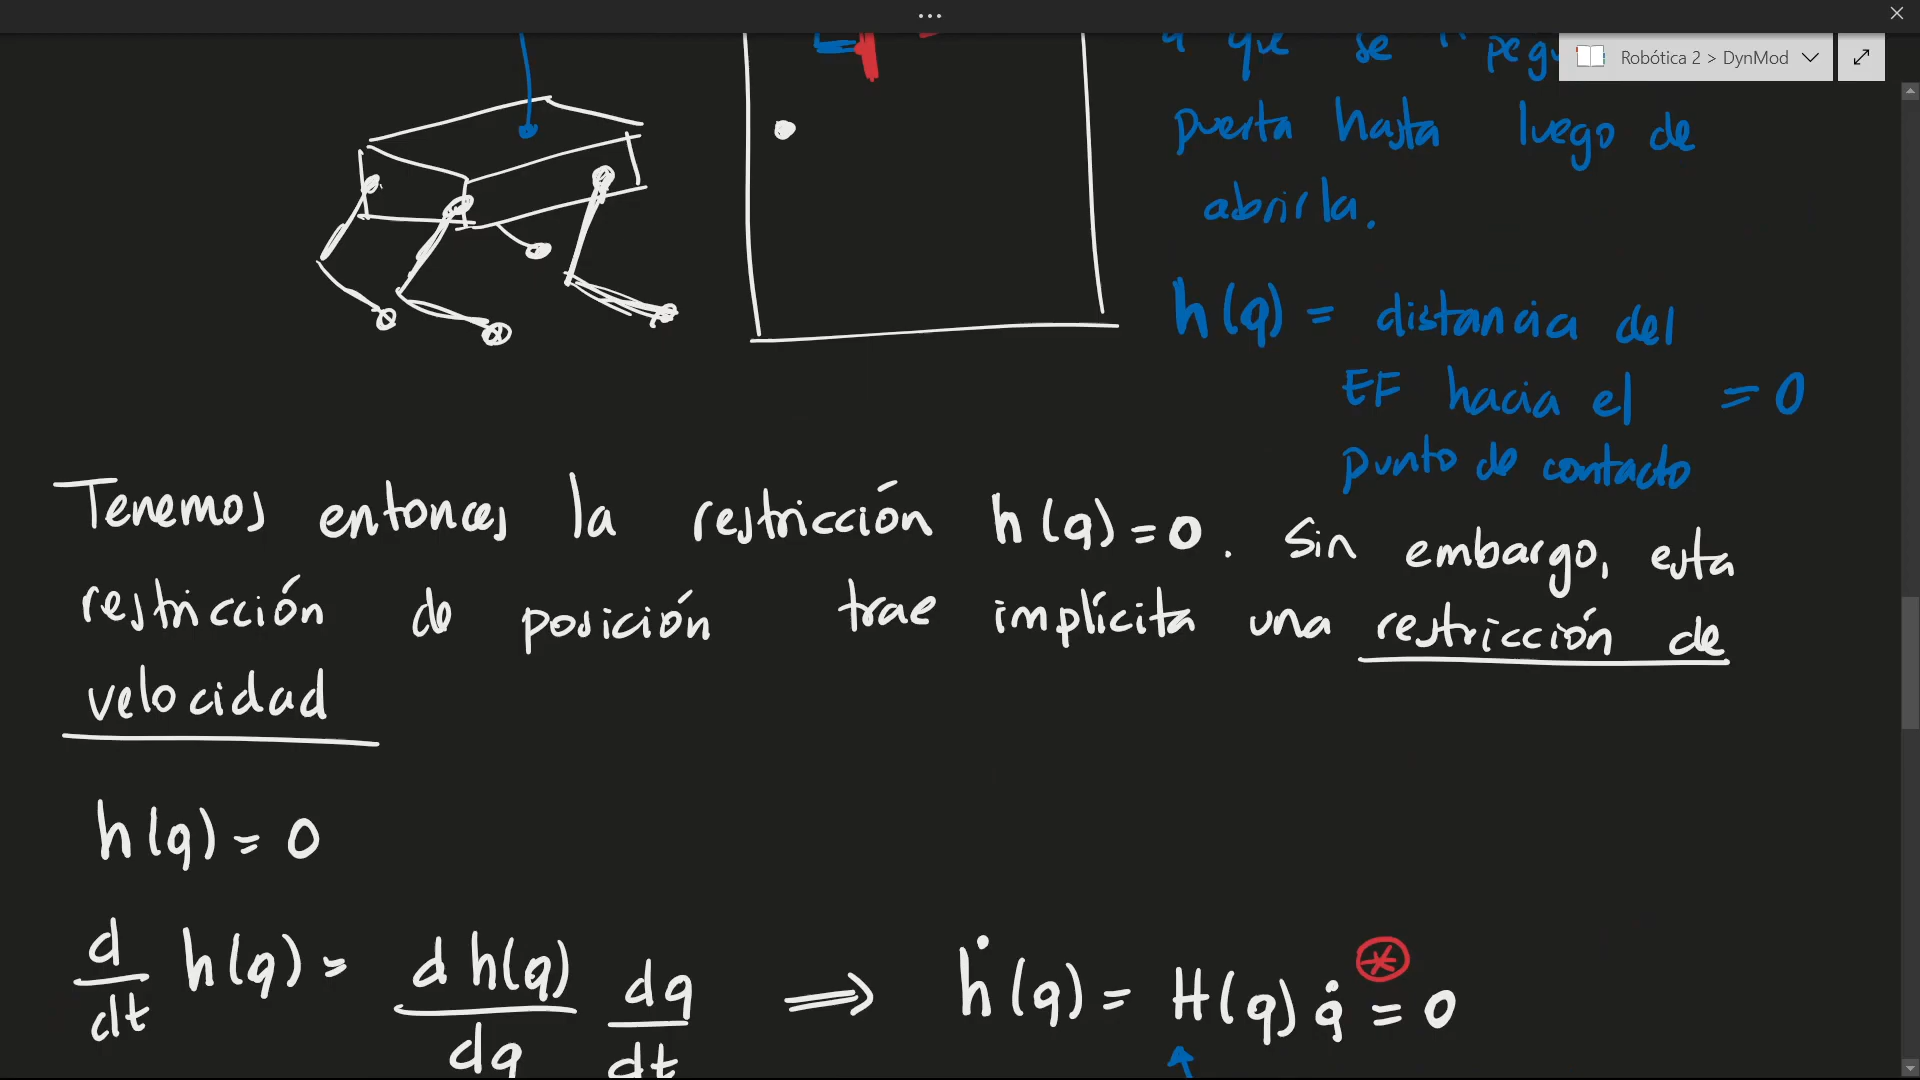 que se
Robótica 2 > DynMod
puerta hasta luego de
abrirla.
h(q) = distancia del
EF hacia el = 0
punto de contacto
Tenemos entonces la restricción h(q) = 0. Sin embargo, esta
restricción de posición trae implícita una restricción de
velocidad
h(q) = 0
d/dt h(q) = dh(q)/dq dq/dt ⟹ ḣ(q) = H(q) q̇ = 0